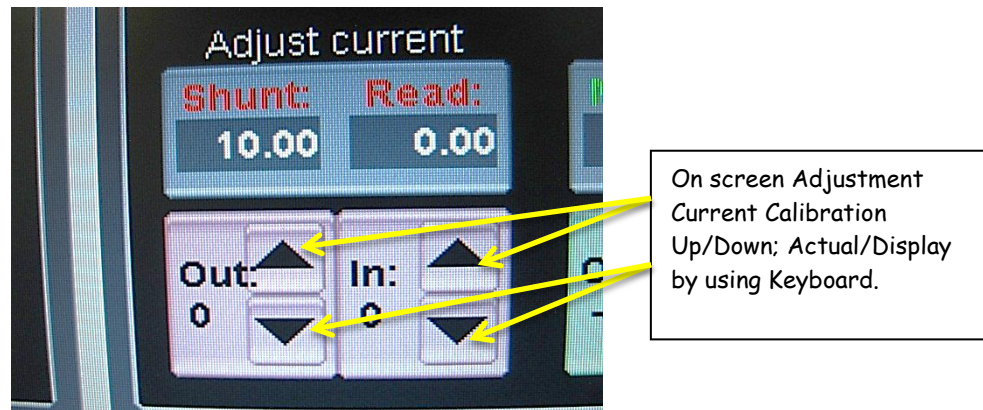 Adjust current
Shunt: Read:
10.00 0.00
Out: In:
0 0
On screen Adjustment
Current Calibration
Up/Down; Actual/Display
by using Keyboard.